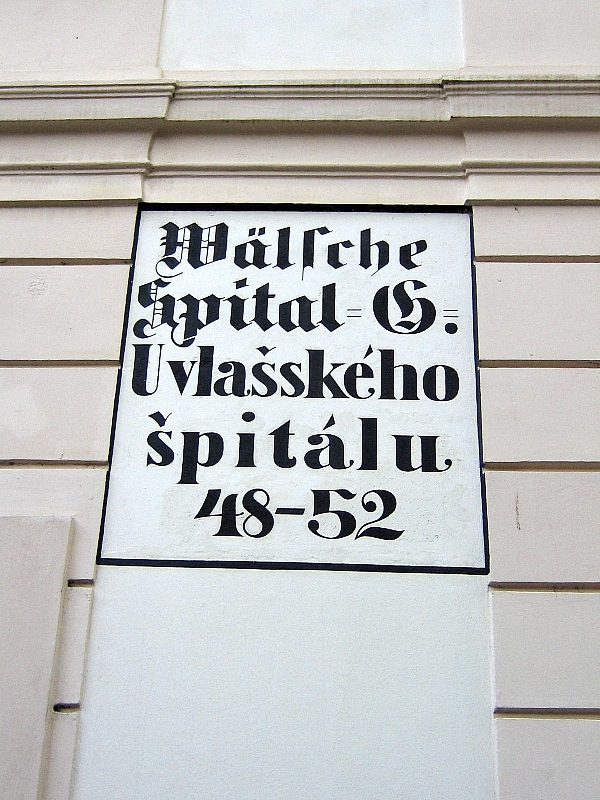 Wälſche
Spital=G:
Uvlašského
špitálu
48-52